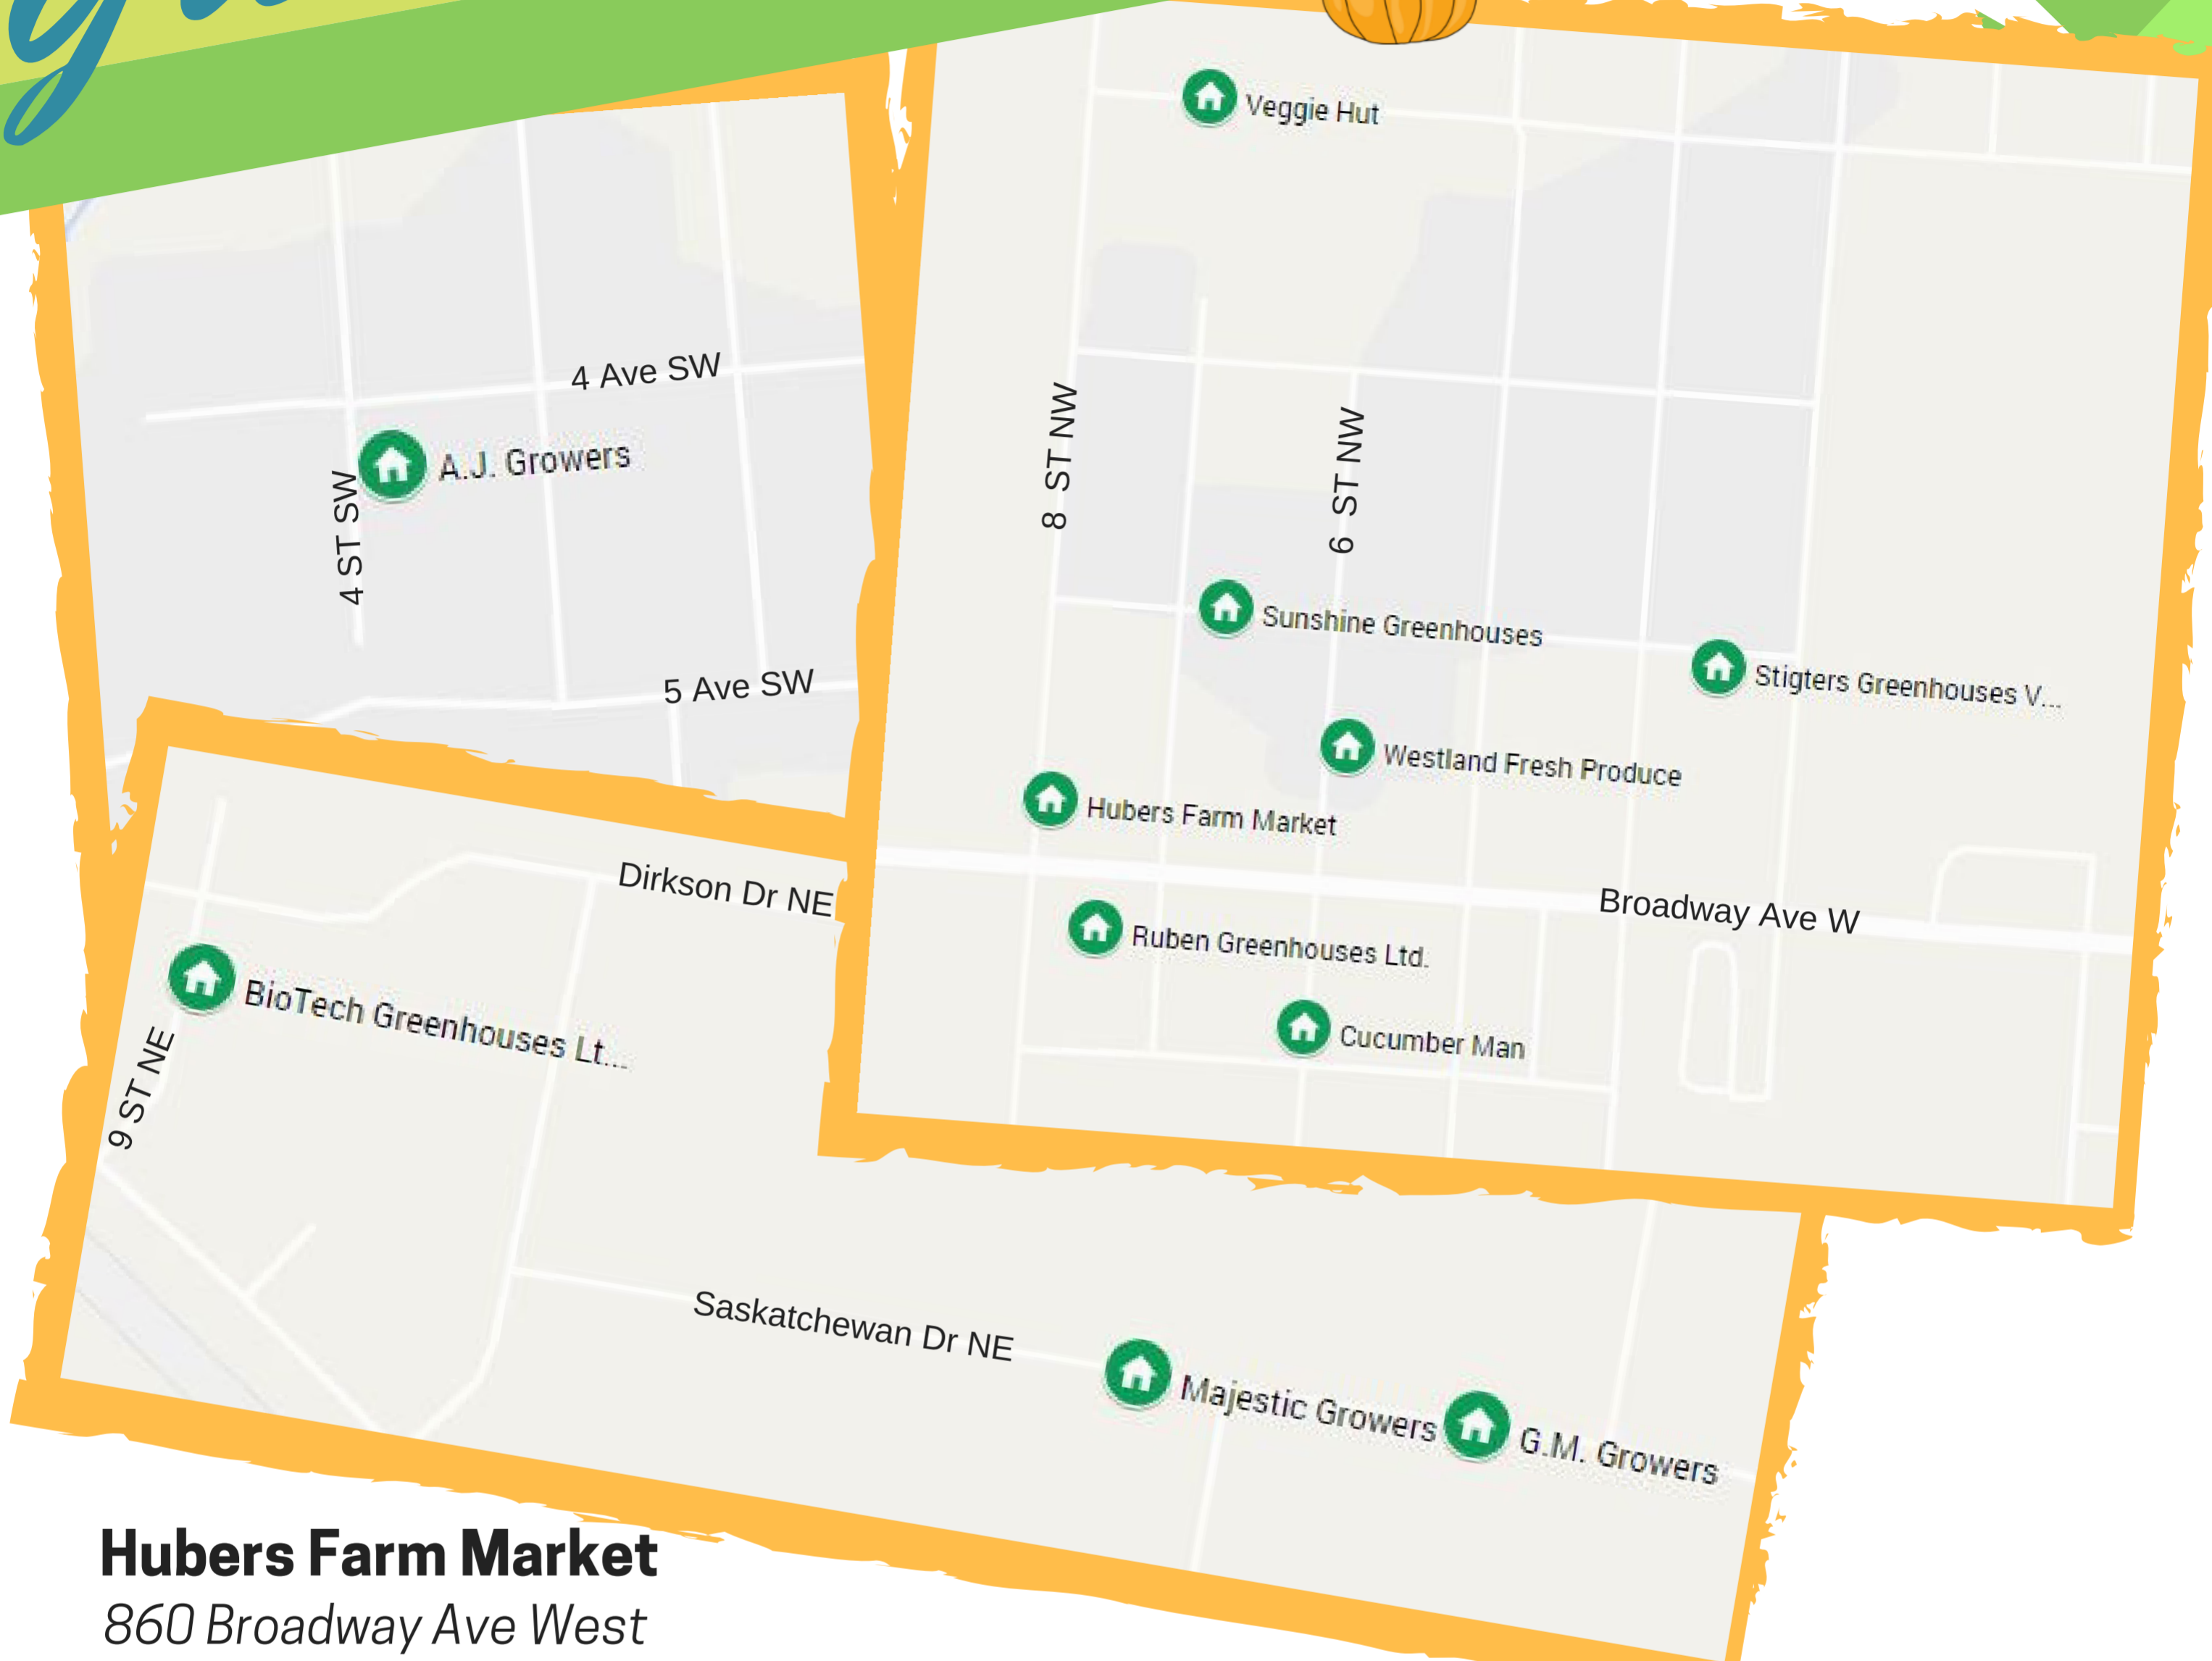 Veggie Hut
4 Ave SW
A.J. Growers
4 ST SW
5 Ave SW
8 ST NW
6 ST NW
Sunshine Greenhouses
Stigters Greenhouses V...
Westland Fresh Produce
Hubers Farm Market
Broadway Ave W
Ruben Greenhouses Ltd.
Cucumber Man
Dirkson Dr NE
BioTech Greenhouses Lt...
9 ST NE
Saskatchewan Dr NE
Majestic Growers
G.M. Growers
Hubers Farm Market
860 Broadway Ave West